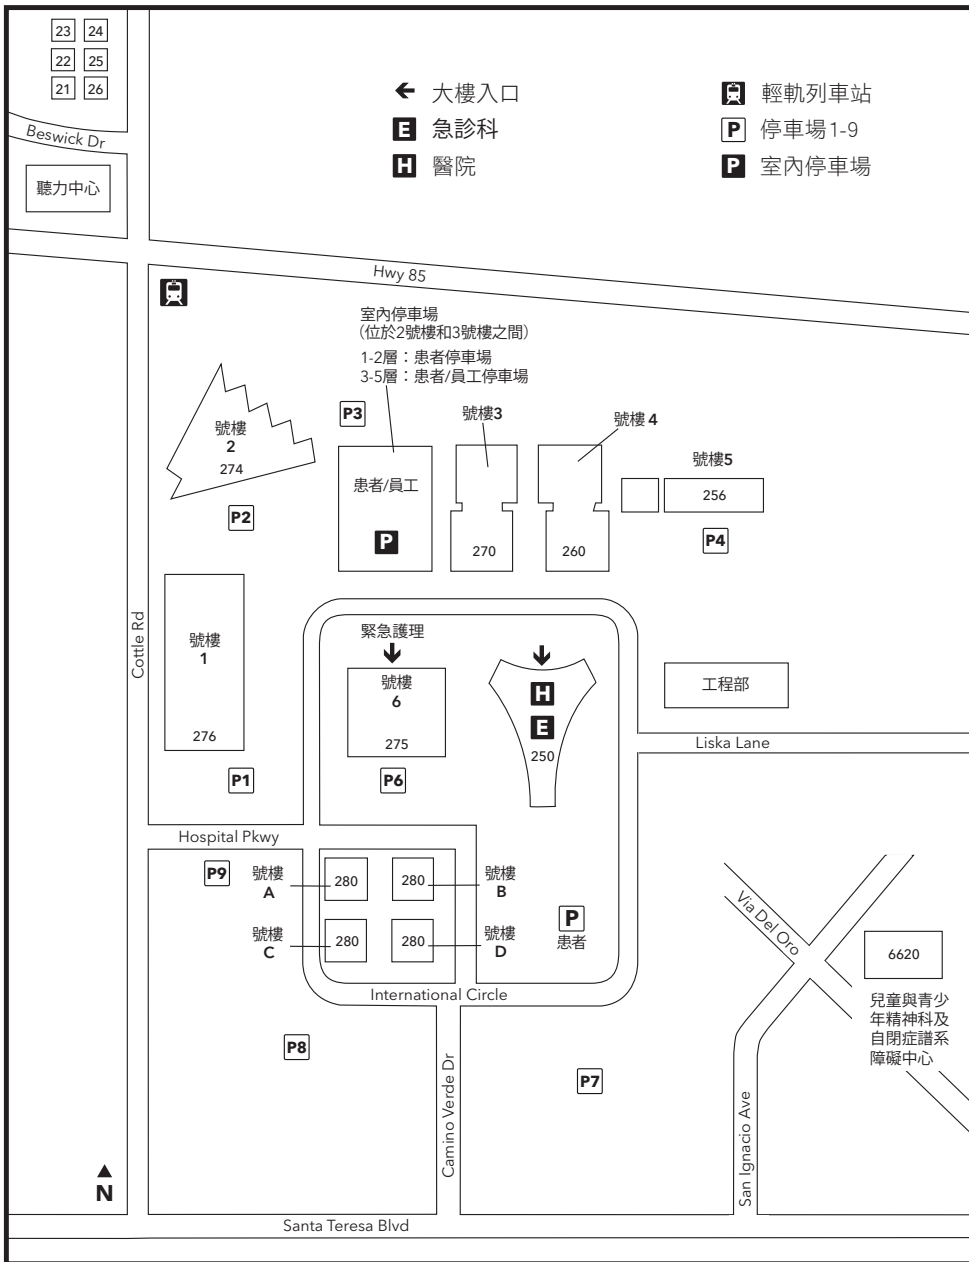 23 24
22 25
21 26
Beswick Dr
聽力中心
大樓入口
E 急診科
H 醫院
輕軌列車站
P 停車場1-9
P 室內停車場
Hwy 85
室內停車場
(位於2號樓和3號樓之間)
1-2層：患者停車場
3-5層：患者/員工停車場
P3
號樓3
號樓 4
號樓
2
274
P2
患者/員工
P
270
260
號樓5
256
P4
Cottle Rd
號樓
1
276
P1
緊急護理
號樓
6
275
P6
H
E
250
工程部
Liska Lane
Hospital Pkwy
P9
號樓
A
280
280
號樓
B
號樓
C
280
280
號樓
D
P
患者
International Circle
Via Del Oro
6620
兒童與青少
年精神科及
自閉症譜系
障礙中心
P8
Camino Verde Dr
P7
San Ignacio Ave
N
Santa Teresa Blvd